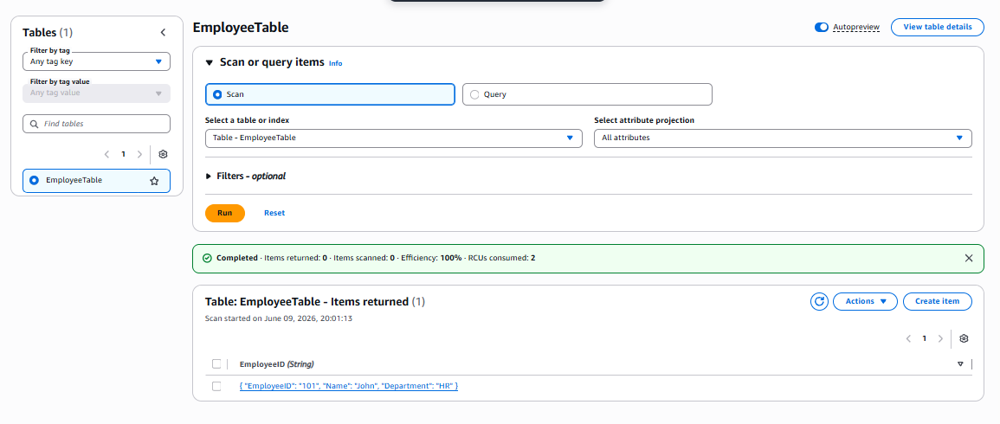 Tables (1)
Filter by tag
Any tag key
Filter by tag value
Any tag value
Find tables
1
EmployeeTable
EmployeeTable
Autopreview
View table details
Scan or query items Info
Scan
Query
Select a table or index
Select attribute projection
Table - EmployeeTable
All attributes
Filters - optional
Run
Reset
Completed · Items returned: 0 · Items scanned: 0 · Efficiency: 100% · RCUs consumed: 2
Table: EmployeeTable - Items returned (1)
Actions
Create item
Scan started on June 09, 2026, 20:01:13
1
EmployeeID (String)
{ "EmployeeID": "101", "Name": "John", "Department": "HR" }